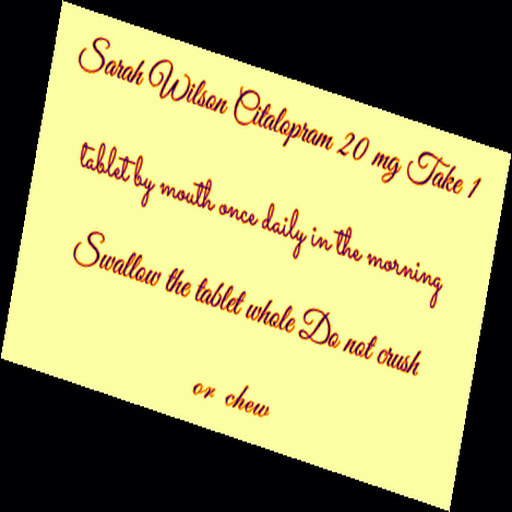 Sarah Wilson Citalopram 20 mg Take 1
tablet by mouth once daily in the morning
Swallow the tablet whole Do not crush
or chew